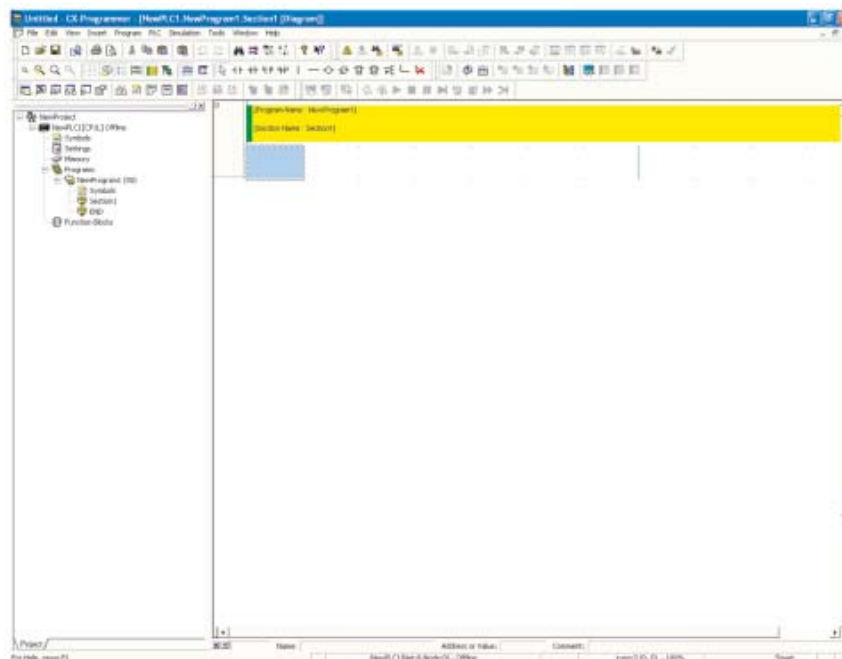 Untitled - CX-Programmer - [NewPLC1.NewProgram1.Section1 [Diagram]]
File Edit View Insert Program PLC Simulation Tools Window Help
[Program Name : NewProgram1]
[Section Name : Section1]
NewProject
NewPLC1[CP1L] Offline
Symbols
Settings
Memory
Programs
NewProgram1 (00)
Symbols
Section1
END
Function Blocks
Project
Name:
Address or Value:
Comment:
For Help, press F1